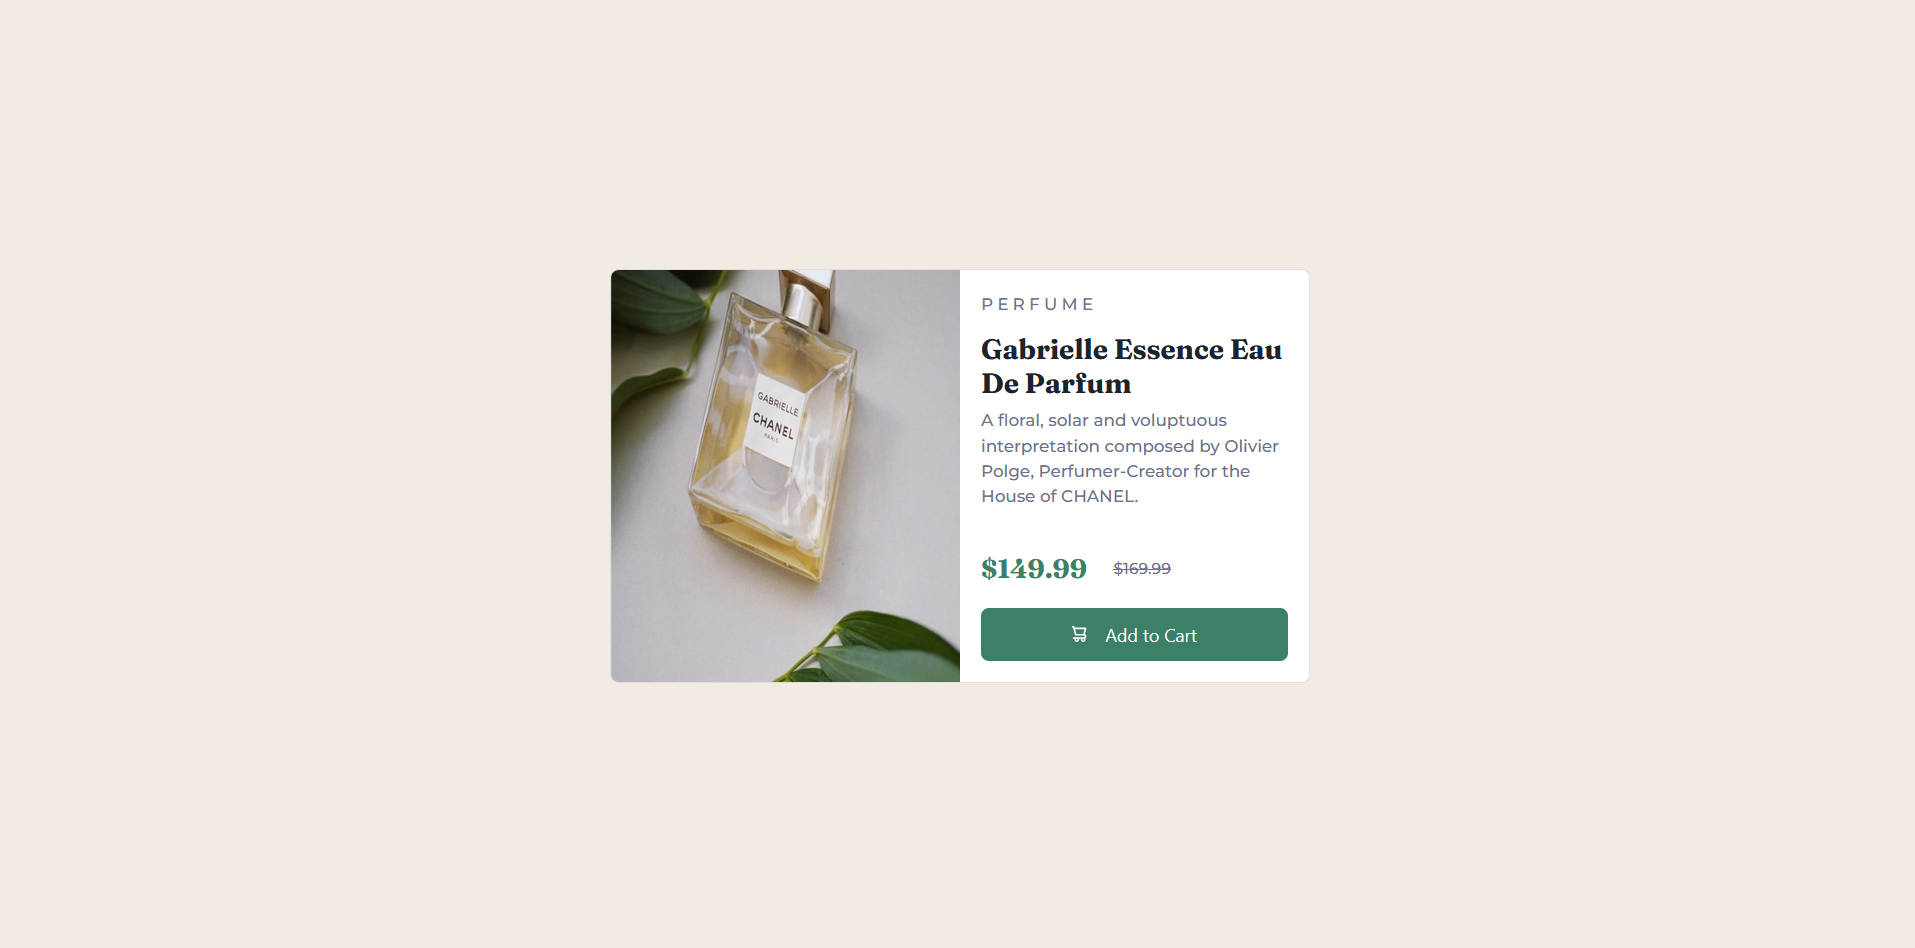 GABRIELLE
CHANEL
PARIS
PERFUME
Gabrielle Essence Eau
De Parfum
A floral, solar and voluptuous
interpretation composed by Olivier
Polge, Perfumer-Creator for the
House of CHANEL.
$149.99 $169.99
Add to Cart